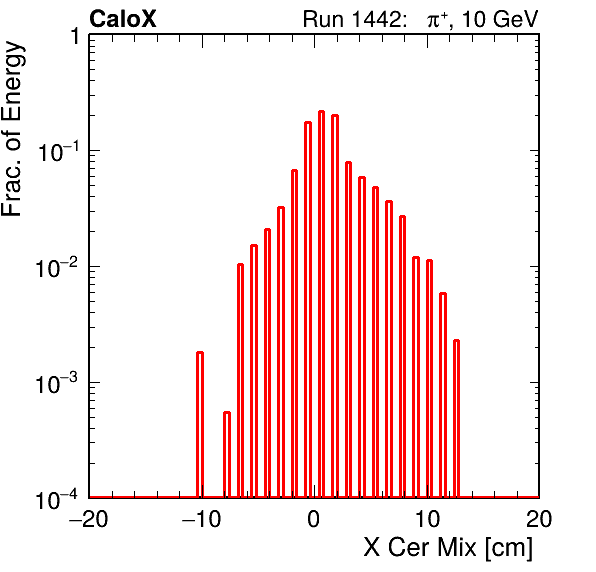 CaloX Run 1442: π⁺, 10 GeV
Frac. of Energy
1
10⁻¹
10⁻²
10⁻³
10⁻⁴
−20 −10 0 10 20
X Cer Mix [cm]